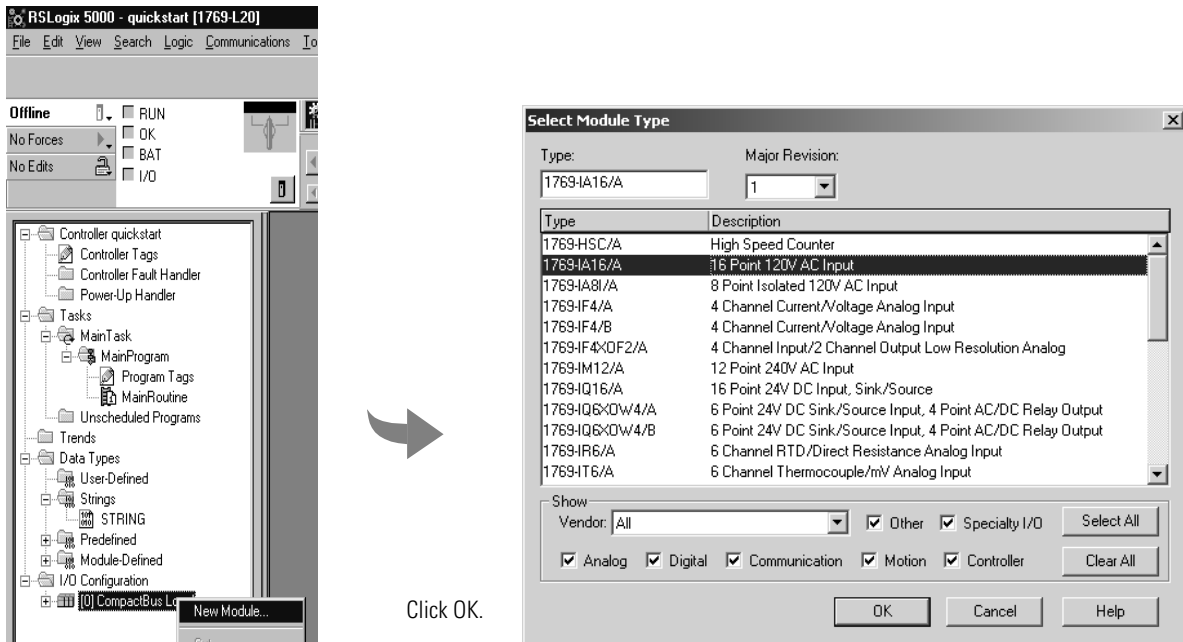 RSLogix 5000 - quickstart [1769-L20]
File Edit View Search Logic Communications
Offline
RUN
No Forces
OK
No Edits
BAT
I/O
Controller quickstart
Controller Tags
Controller Fault Handler
Power-Up Handler
Tasks
MainTask
MainProgram
Program Tags
MainRoutine
Unscheduled Programs
Trends
Data Types
User-Defined
Strings
STRING
Predefined
Module-Defined
I/O Configuration
[0] CompactBus
New Module...
Click OK.
Select Module Type
Type: Major Revision:
1769-IA16/A 1
Type Description
1769-HSC/A High Speed Counter
1769-IA16/A 16 Point 120V AC Input
1769-IA8I/A 8 Point Isolated 120V AC Input
1769-IF4/A 4 Channel Current/Voltage Analog Input
1769-IF4/B 4 Channel Current/Voltage Analog Input
1769-IF4XOF2/A 4 Channel Input/2 Channel Output Low Resolution Analog
1769-IM12/A 12 Point 240V AC Input
1769-IQ16/A 16 Point 24V DC Input, Sink/Source
1769-IQ6XOW4/A 6 Point 24V DC Sink/Source Input, 4 Point AC/DC Relay Output
1769-IQ6XOW4/B 6 Point 24V DC Sink/Source Input, 4 Point AC/DC Relay Output
1769-IR6/A 6 Channel RTD/Direct Resistance Analog Input
1769-IT6/A 6 Channel Thermocouple/mV Analog Input
Show
Vendor: All Other Specialty I/O Select All
Analog Digital Communication Motion Controller Clear All
OK Cancel Help